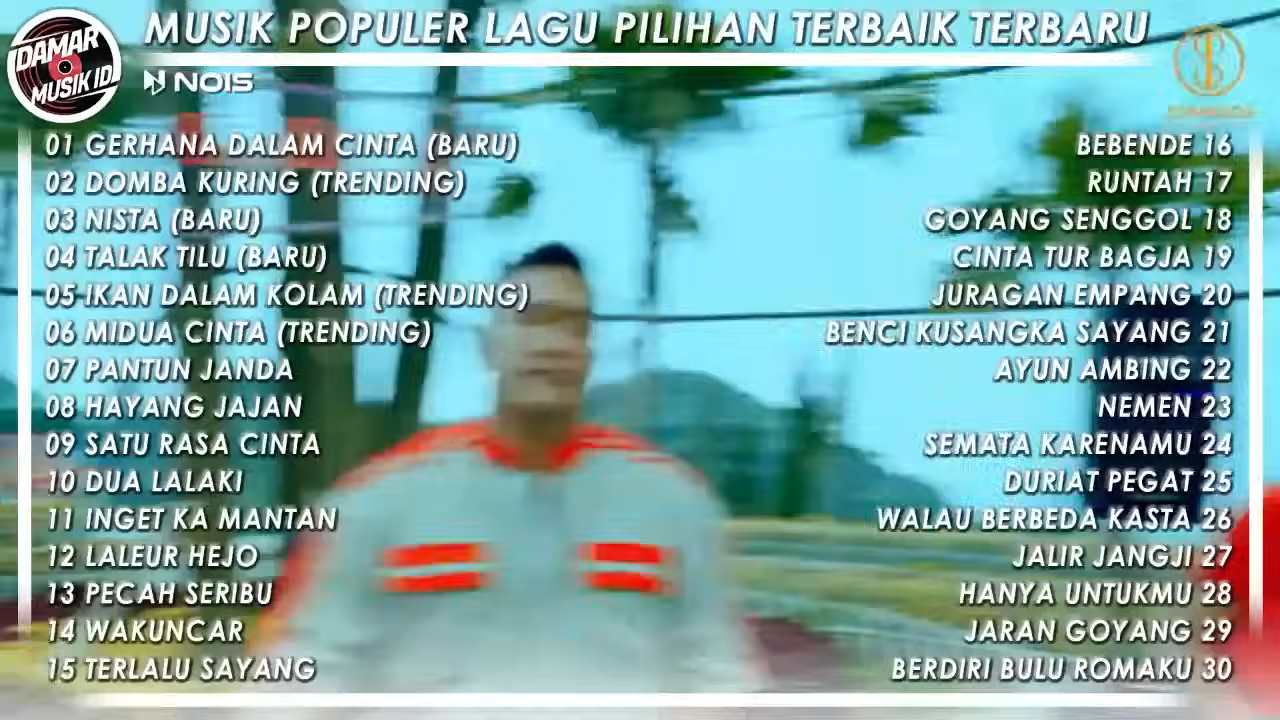 DAMAR
MUSIK ID
MUSIK POPULER LAGU PILIHAN TERBAIK TERBARU
NOIS
01 GERHANA DALAM CINTA (BARU)
02 DOMBA KURING (TRENDING)
03 NISTA (BARU)
04 TALAK TILU (BARU)
05 IKAN DALAM KOLAM (TRENDING)
06 MIDUA CINTA (TRENDING)
07 PANTUN JANDA
08 HAYANG JAJAN
09 SATU RASA CINTA
10 DUA LALAKI
11 INGET KA MANTAN
12 LALEUR HEJO
13 PECAH SERIBU
14 WAKUNCAR
15 TERLALU SAYANG
BEBENDE 16
RUNTAH 17
GOYANG SENGGOL 18
CINTA TUR BAGJA 19
JURAGAN EMPANG 20
BENCI KUSANGKA SAYANG 21
AYUN AMBING 22
NEMEN 23
SEMATA KARENAMU 24
DURIAT PEGAT 25
WALAU BERBEDA KASTA 26
JALIR JANGJI 27
HANYA UNTUKMU 28
JARAN GOYANG 29
BERDIRI BULU ROMAKU 30